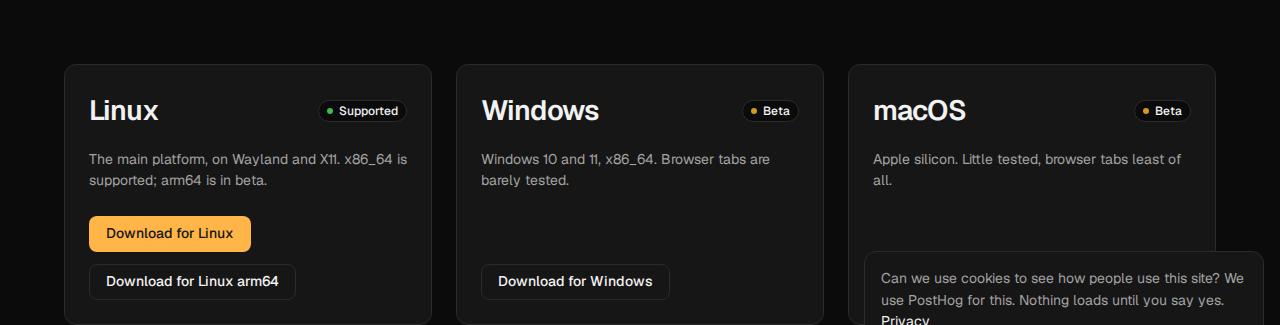 Linux
Supported
The main platform, on Wayland and X11. x86_64 is
supported; arm64 is in beta.
Download for Linux
Download for Linux arm64
Windows
Beta
Windows 10 and 11, x86_64. Browser tabs are
barely tested.
Download for Windows
macOS
Beta
Apple silicon. Little tested, browser tabs least of
all.
Can we use cookies to see how people use this site? We
use PostHog for this. Nothing loads until you say yes.
Privacy